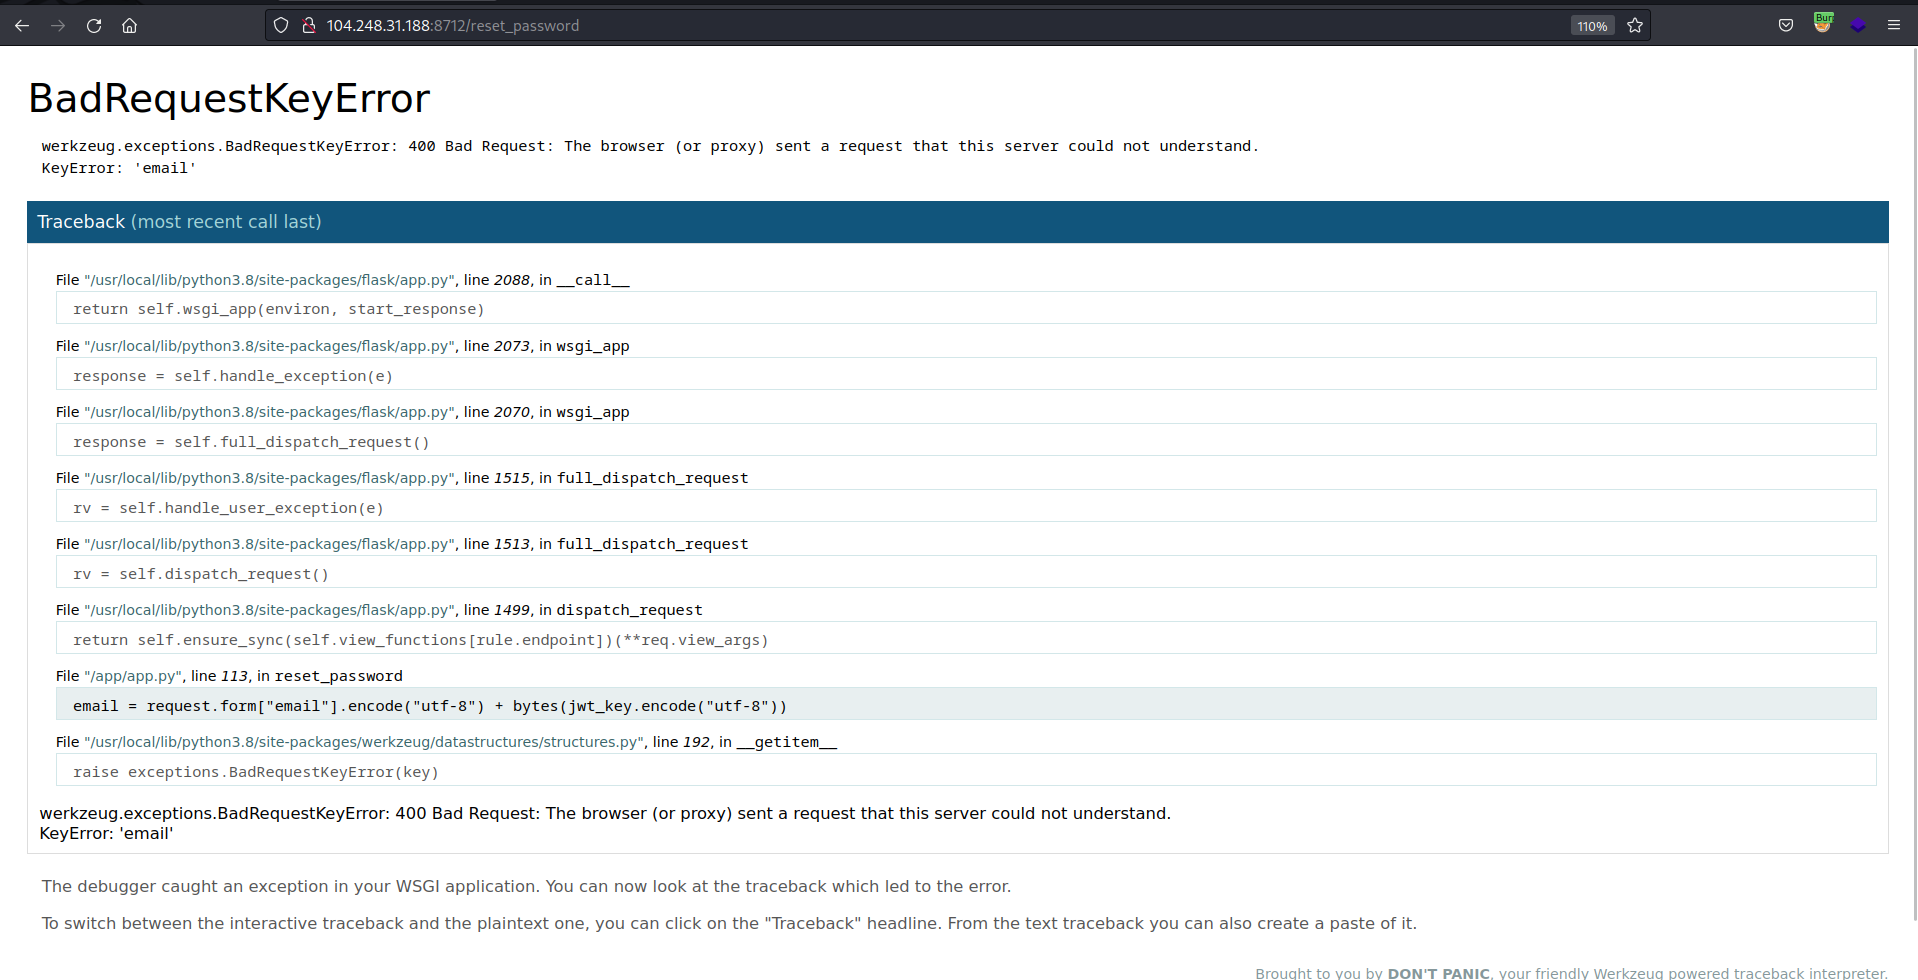 104.248.31.188:8712/reset_password
110%
Burp
BadRequestKeyError
werkzeug.exceptions.BadRequestKeyError: 400 Bad Request: The browser (or proxy) sent a request that this server could not understand.
KeyError: 'email'
Traceback (most recent call last)
File "/usr/local/lib/python3.8/site-packages/flask/app.py", line 2088, in __call__
return self.wsgi_app(environ, start_response)
File "/usr/local/lib/python3.8/site-packages/flask/app.py", line 2073, in wsgi_app
response = self.handle_exception(e)
File "/usr/local/lib/python3.8/site-packages/flask/app.py", line 2070, in wsgi_app
response = self.full_dispatch_request()
File "/usr/local/lib/python3.8/site-packages/flask/app.py", line 1515, in full_dispatch_request
rv = self.handle_user_exception(e)
File "/usr/local/lib/python3.8/site-packages/flask/app.py", line 1513, in full_dispatch_request
rv = self.dispatch_request()
File "/usr/local/lib/python3.8/site-packages/flask/app.py", line 1499, in dispatch_request
return self.ensure_sync(self.view_functions[rule.endpoint])(**req.view_args)
File "/app/app.py", line 113, in reset_password
email = request.form["email"].encode("utf-8") + bytes(jwt_key.encode("utf-8"))
File "/usr/local/lib/python3.8/site-packages/werkzeug/datastructures/structures.py", line 192, in __getitem__
raise exceptions.BadRequestKeyError(key)
werkzeug.exceptions.BadRequestKeyError: 400 Bad Request: The browser (or proxy) sent a request that this server could not understand.
KeyError: 'email'
The debugger caught an exception in your WSGI application. You can now look at the traceback which led to the error.
To switch between the interactive traceback and the plaintext one, you can click on the "Traceback" headline. From the text traceback you can also create a paste of it.
Brought to you by DON'T PANIC, your friendly Werkzeug powered traceback interpreter.